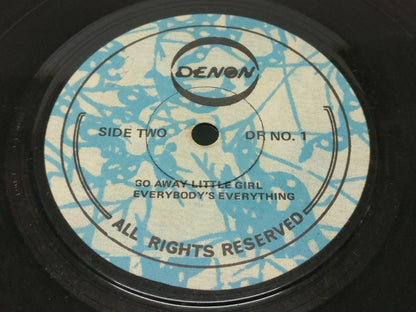 DENON
SIDE TWO DR NO. 1
GO AWAY LITTLE GIRL
EVERYBODY'S EVERYTHING
ALL RIGHTS RESERVED